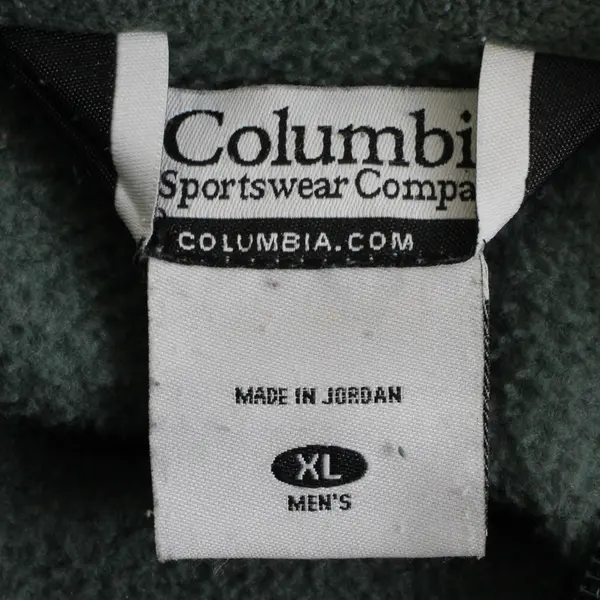 Columbi
Sportswear Compa
COLUMBIA.COM
MADE IN JORDAN
XL
MEN'S